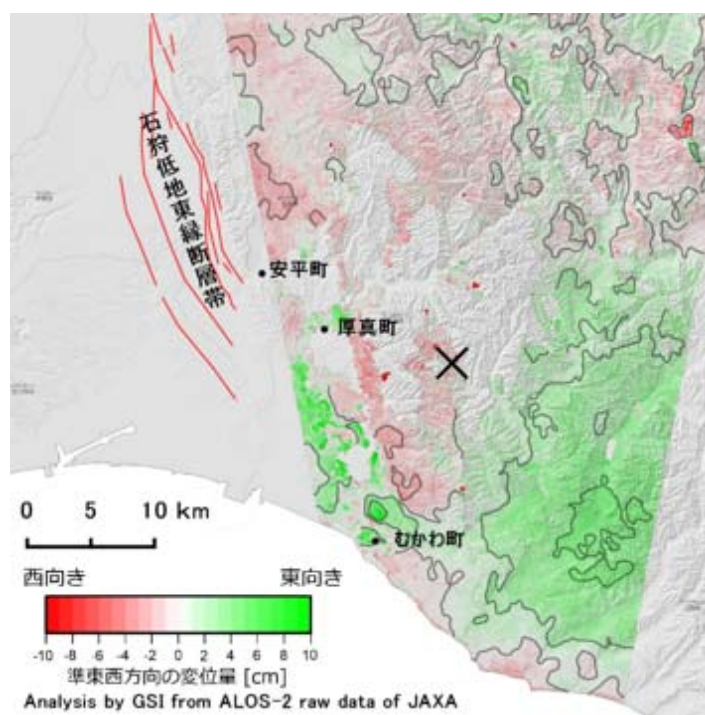 石狩低地東縁断層帯
安平町
厚真町
むかわ町
0 5 10 km
西向き 東向き
-10 -8 -6 -4 -2 0 2 4 6 8 10
準東西方向の変位量 [cm]
Analysis by GSI from ALOS-2 raw data of JAXA